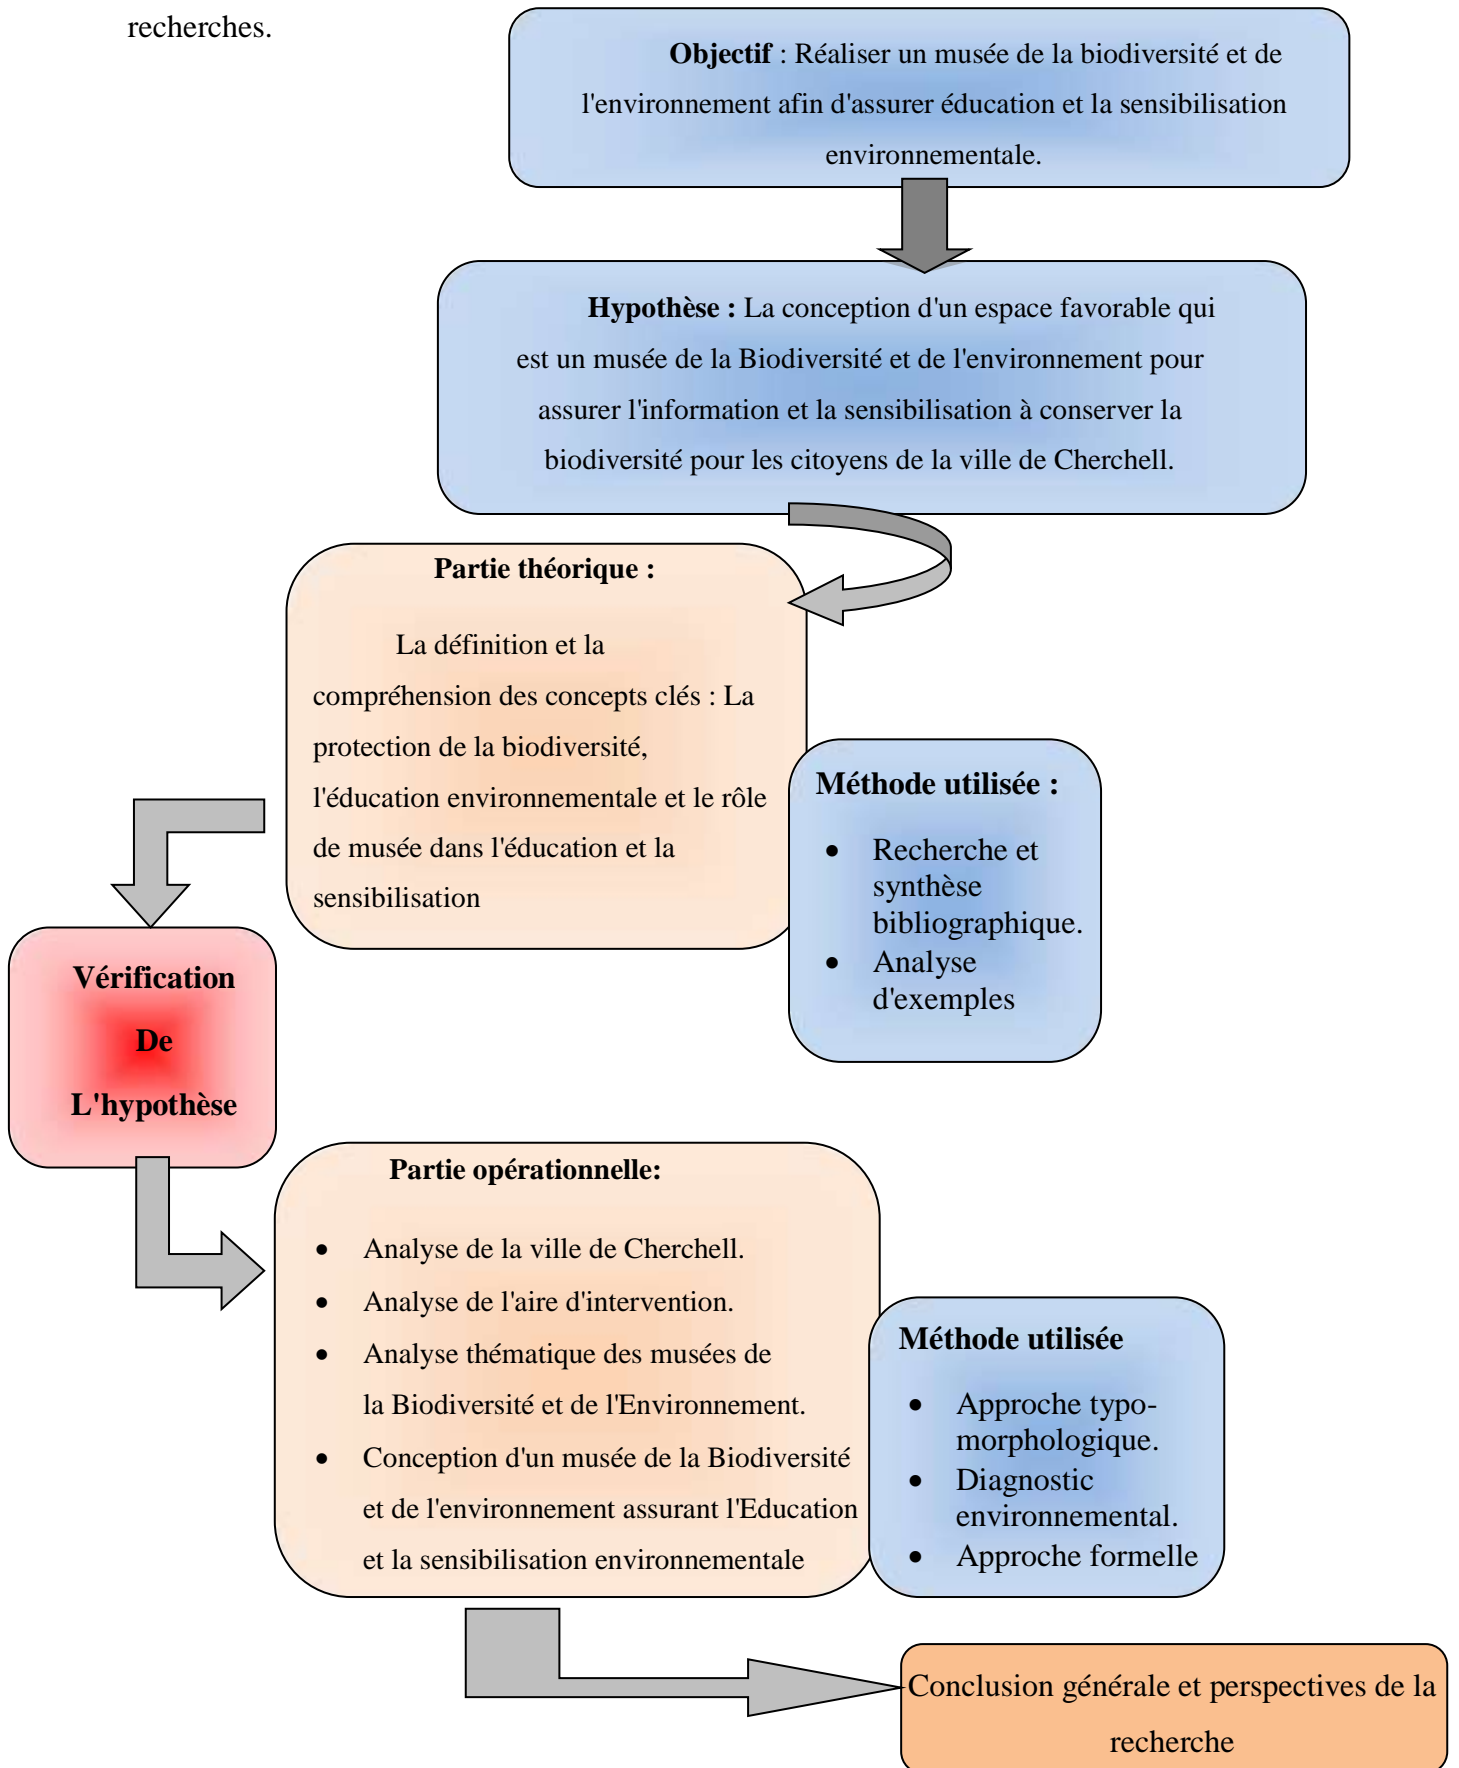 recherches.
Objectif : Réaliser un musée de la biodiversité et de
l'environnement afin d'assurer éducation et la sensibilisation
environnementale.
Hypothèse : La conception d'un espace favorable qui
est un musée de la Biodiversité et de l'environnement pour
assurer l'information et la sensibilisation à conserver la
biodiversité pour les citoyens de la ville de Cherchell.
Partie théorique :
La définition et la
compréhension des concepts clés : La
protection de la biodiversité,
l'éducation environnementale et le rôle
de musée dans l'éducation et la
sensibilisation
Méthode utilisée :
• Recherche et
synthèse
bibliographique.
• Analyse
d'exemples
Vérification
De
L'hypothèse
Partie opérationnelle:
• Analyse de la ville de Cherchell.
• Analyse de l'aire d'intervention.
• Analyse thématique des musées de
la Biodiversité et de l'Environnement.
• Conception d'un musée de la Biodiversité
et de l'environnement assurant l'Education
et la sensibilisation environnementale
Méthode utilisée
• Approche typo-
morphologique.
• Diagnostic
environnemental.
• Approche formelle
Conclusion générale et perspectives de la
recherche